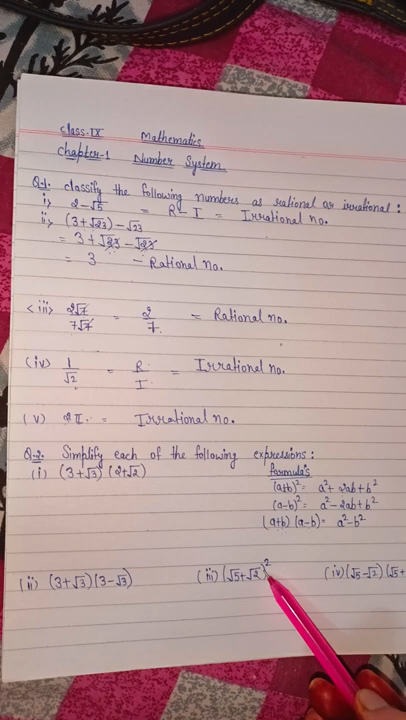 Class-IX Mathematics
Chapter-1 Number System
Q.1. Classify the following numbers as rational or irrational:
i) 2-√5 = R-I = Irrational no.
ii) (3+√23)-√23
= 3+√23-√23
= 3 - Rational no.
(iii) 2√7/7√7 = 2/7 = Rational no.
(iv) 1/√2 = R/I = Irrational no.
(v) 2π = Irrational no.
Q.2. Simplify each of the following expressions:
(i) (3+√3)(2+√2) formula's
(a+b)² = a²+2ab+b²
(a-b)² = a²-2ab+b²
(a+b)(a-b) = a²-b²
(ii) (3+√3)(3-√3) (iii) (√5+√2)² (iv) (√5-√2)(√5+